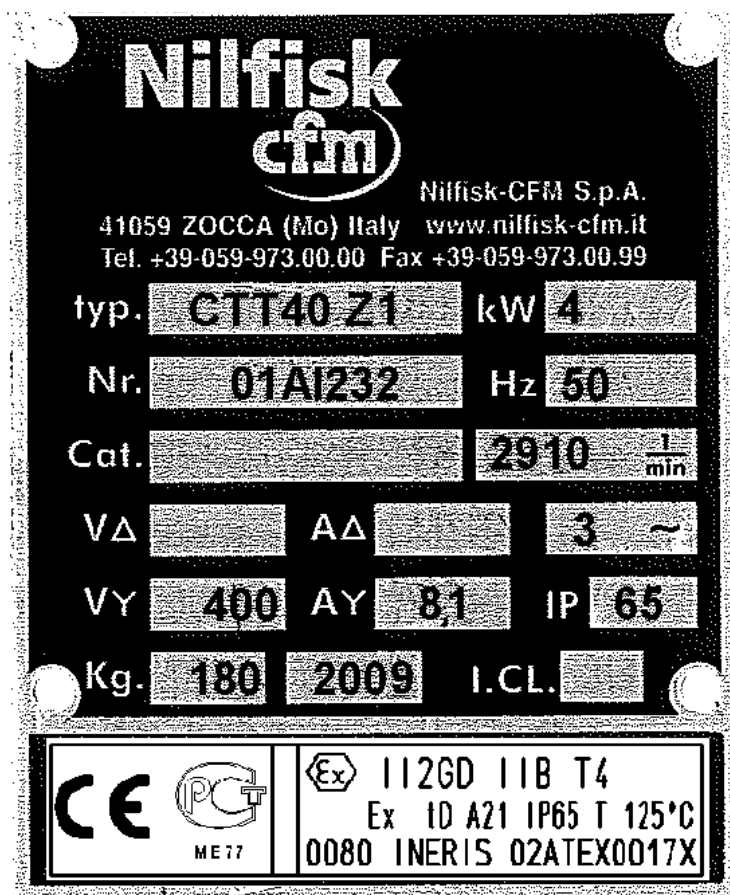 Nilfisk
cfm
Nilfisk-CFM S.p.A.
41059 ZOCCA (Mo) Italy www.nilfisk-cfm.it
Tel. +39-059-973.00.00 Fax +39-059-973.00.99
typ. CTT40 Z1 kW 4
Nr. 01AI232 Hz 50
Cat. 2910 1/min
V∆ A∆ 3 ~
VY 400 AY 8,1 IP 65
Kg. 180 2009 I.CL.
CE PCT Ex II2GD IIB T4
Ex tD A21 IP65 T 125°C
ME77 0080 INERIS 02ATEX0017X